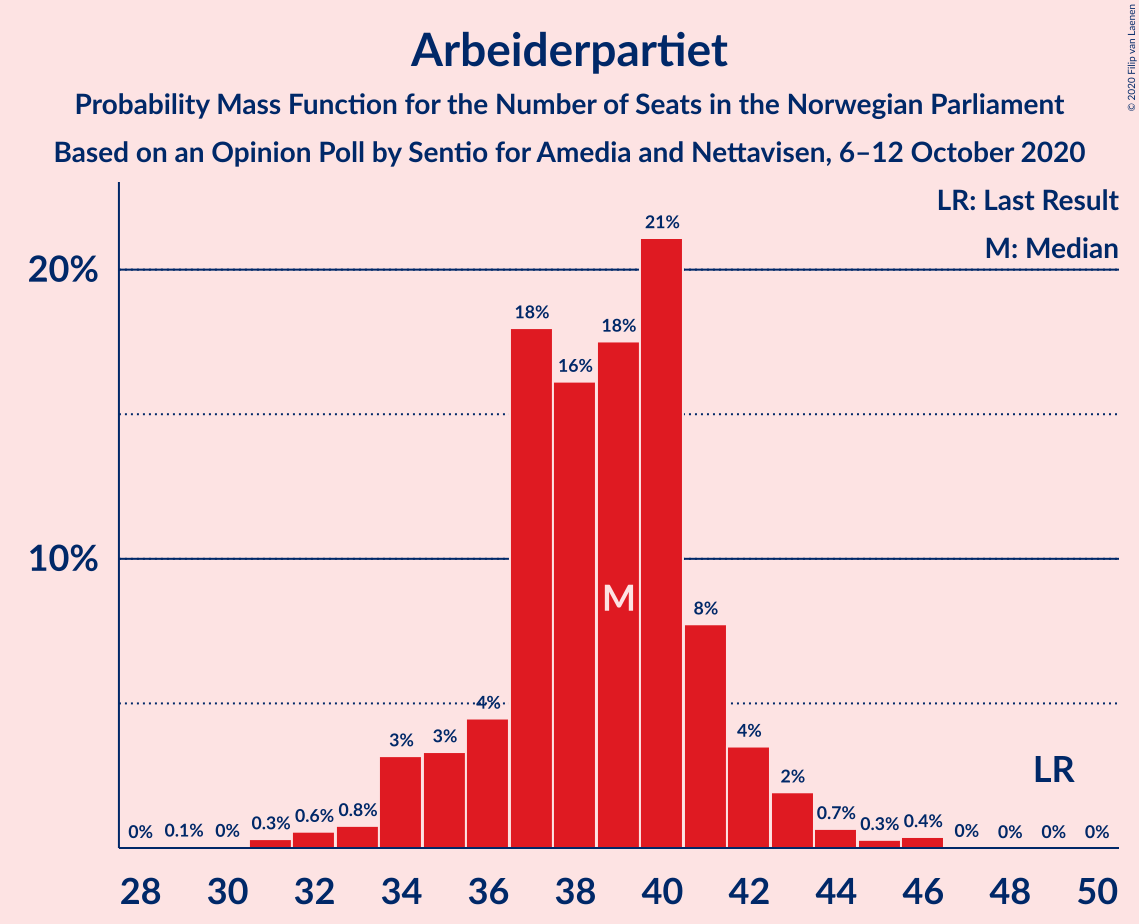 Arbeiderpartiet
Probability Mass Function for the Number of Seats in the Norwegian Parliament
Based on an Opinion Poll by Sentio for Amedia and Nettavisen, 6–12 October 2020
© 2020 Filip van Laenen
LR: Last Result
M: Median
20%
10%
0% 0.1% 0% 0.3% 0.6% 0.8% 3% 3% 4% 18% 16% 18% 21% 8% 4% 2% 0.7% 0.3% 0.4% 0% 0% 0% 0%
M
LR
28 30 32 34 36 38 40 42 44 46 48 50